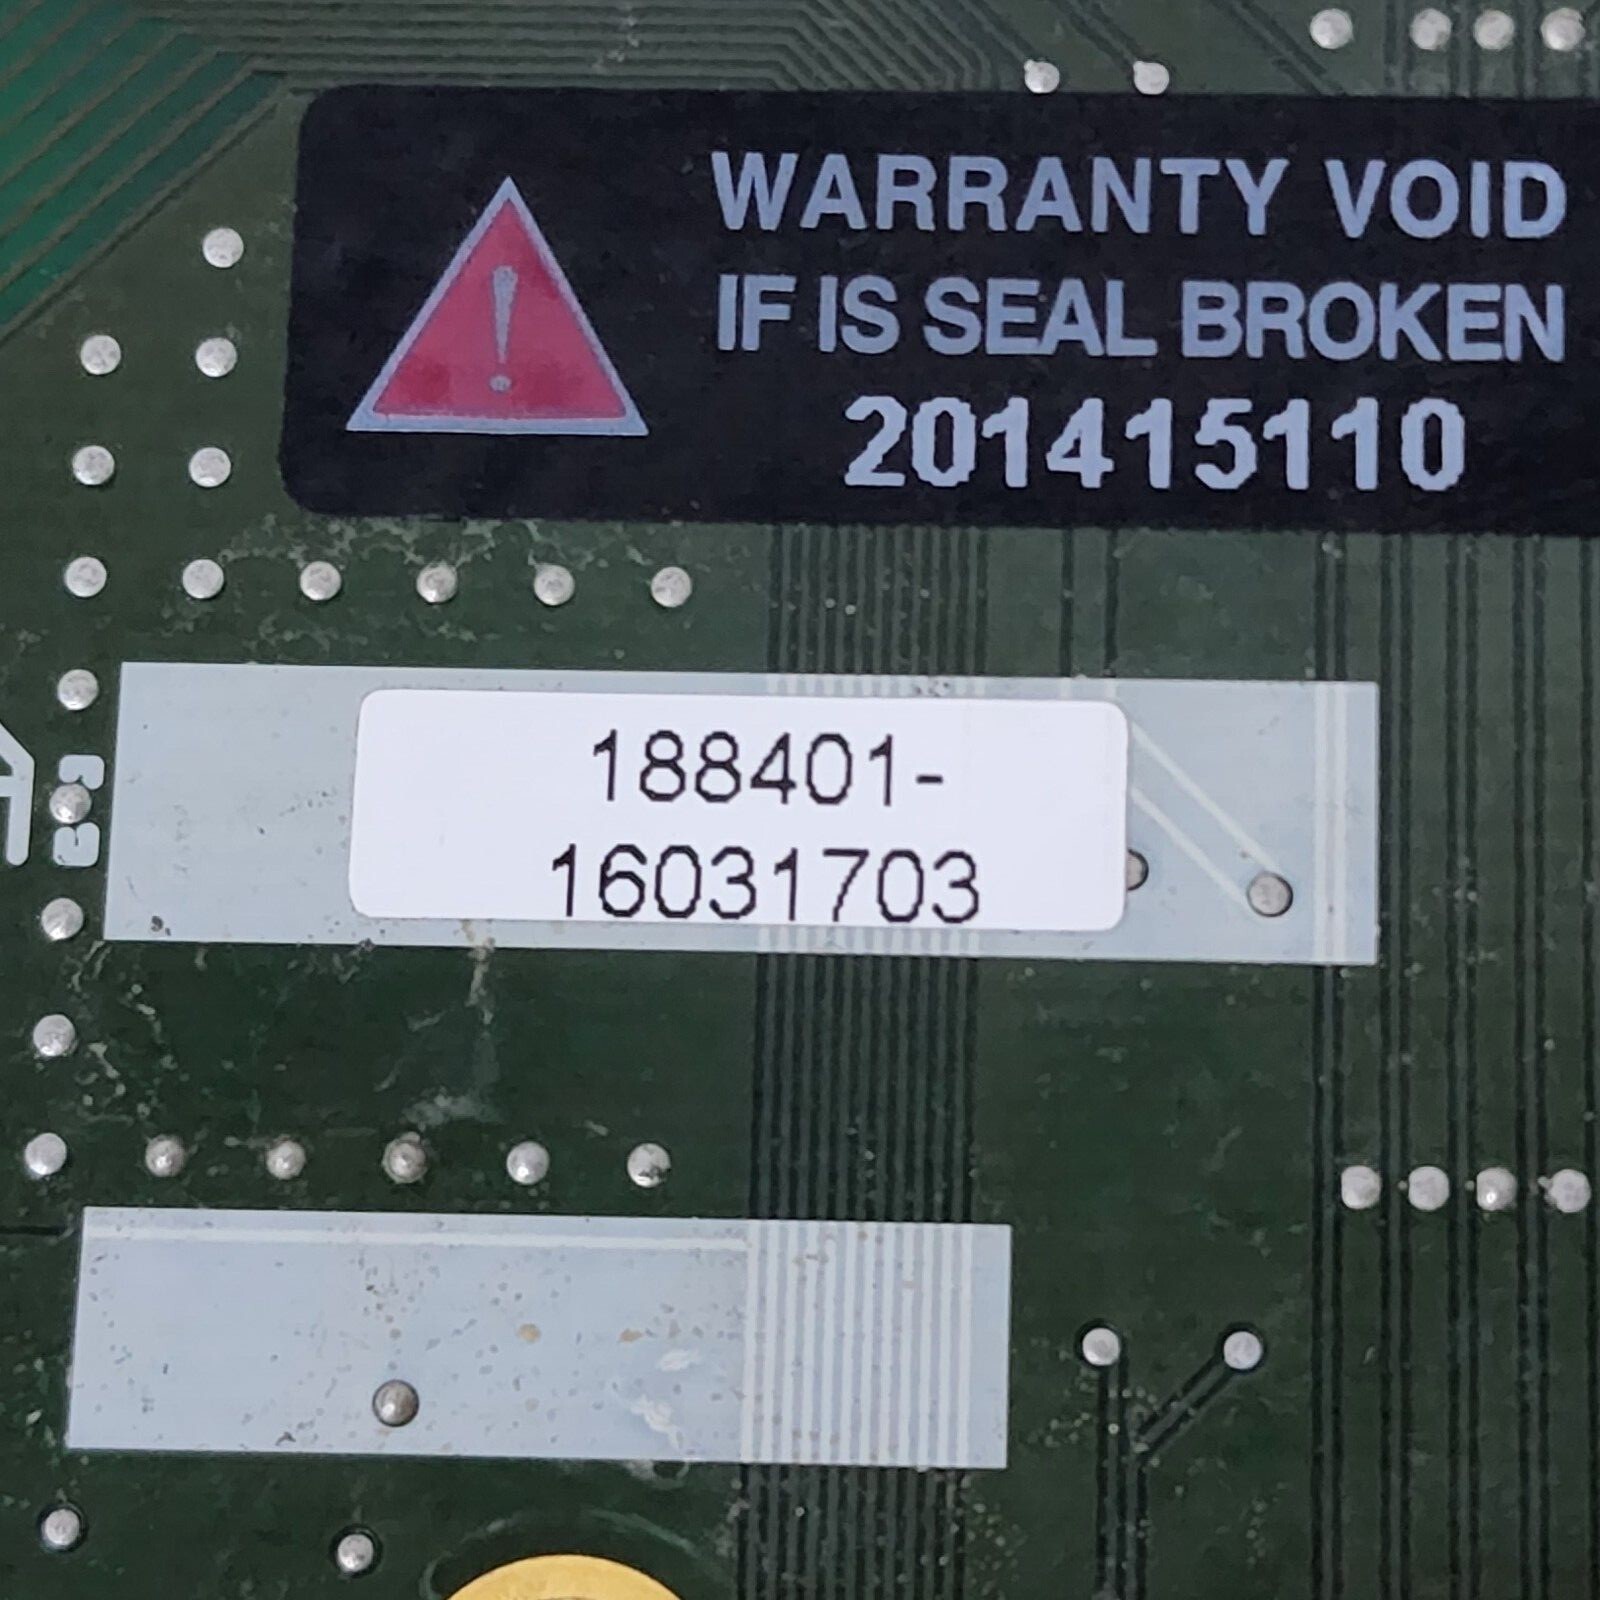 WARRANTY VOID
IF IS SEAL BROKEN
201415110
188401-
16031703